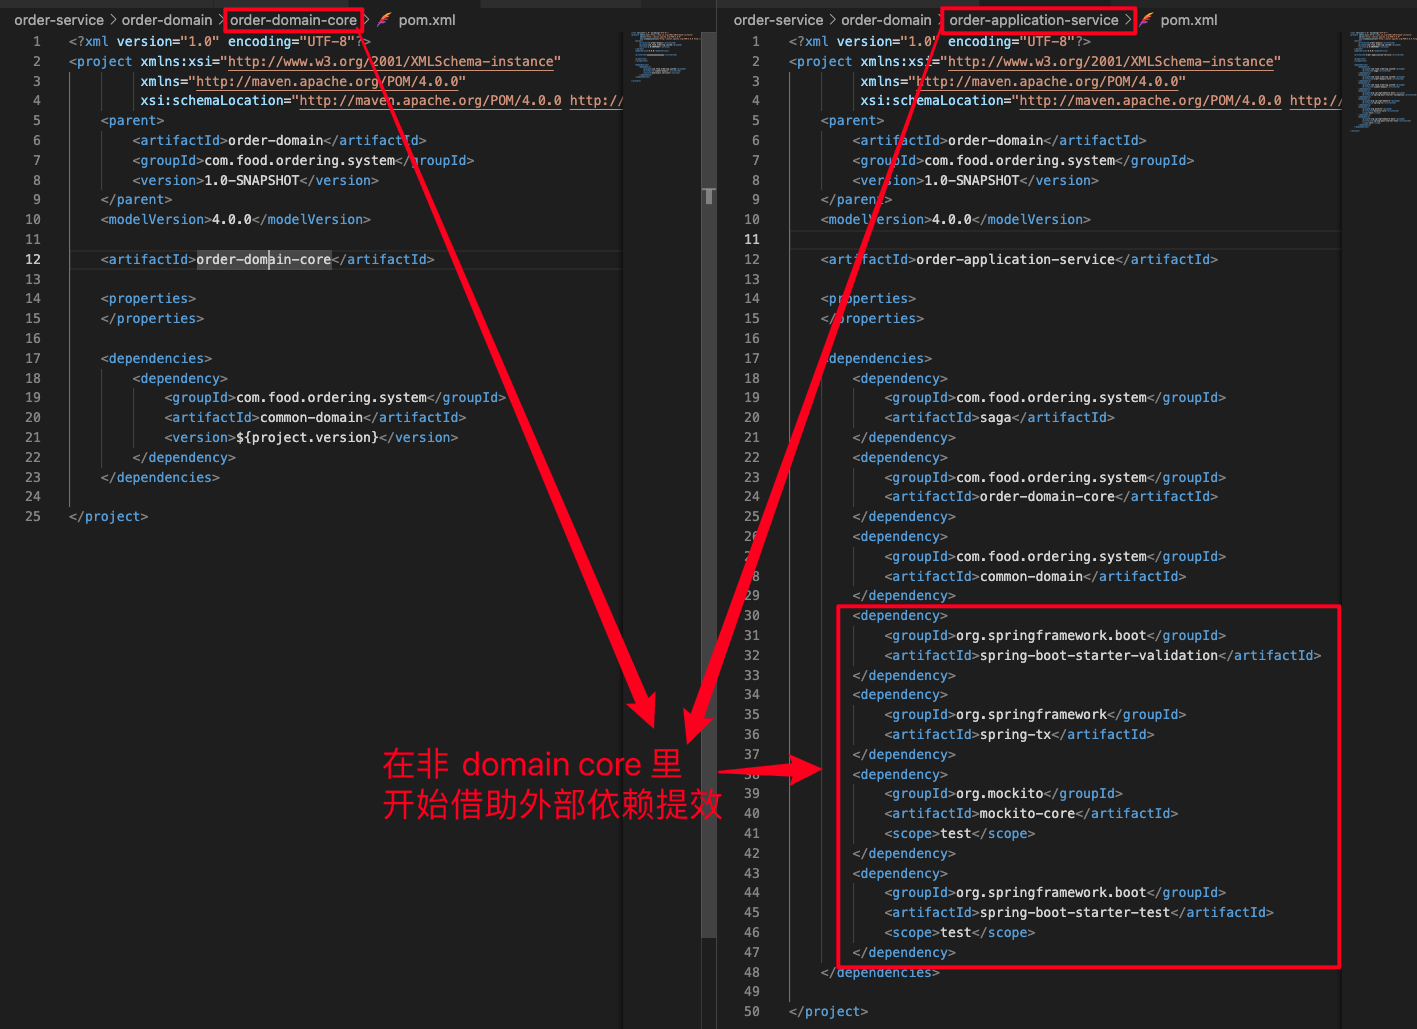 order-service > order-domain > order-domain-core > pom.xml
1 <?xml version="1.0" encoding="UTF-8"?>
2 <project xmlns:xsi="http://www.w3.org/2001/XMLSchema-instance"
3 xmlns="http://maven.apache.org/POM/4.0.0"
4 xsi:schemaLocation="http://maven.apache.org/POM/4.0.0 http://
5 <parent>
6 <artifactId>order-domain</artifactId>
7 <groupId>com.food.ordering.system</groupId>
8 <version>1.0-SNAPSHOT</version>
9 </parent>
10 <modelVersion>4.0.0</modelVersion>
11
12 <artifactId>order-domain-core</artifactId>
13
14 <properties>
15 </properties>
16
17 <dependencies>
18 <dependency>
19 <groupId>com.food.ordering.system</groupId>
20 <artifactId>common-domain</artifactId>
21 <version>${project.version}</version>
22 </dependency>
23 </dependencies>
24
25 </project>
order-service > order-domain > order-application-service > pom.xml
1 <?xml version="1.0" encoding="UTF-8"?>
2 <project xmlns:xsi="http://www.w3.org/2001/XMLSchema-instance"
3 xmlns="http://maven.apache.org/POM/4.0.0"
4 xsi:schemaLocation="http://maven.apache.org/POM/4.0.0 http://
5 <parent>
6 <artifactId>order-domain</artifactId>
7 <groupId>com.food.ordering.system</groupId>
8 <version>1.0-SNAPSHOT</version>
9 </parent>
10 <modelVersion>4.0.0</modelVersion>
11
12 <artifactId>order-application-service</artifactId>
13
14 <properties>
15 </properties>
16
17 <dependencies>
18 <dependency>
19 <groupId>com.food.ordering.system</groupId>
20 <artifactId>saga</artifactId>
21 </dependency>
22 <dependency>
23 <groupId>com.food.ordering.system</groupId>
24 <artifactId>order-domain-core</artifactId>
25 </dependency>
26 <dependency>
27 <groupId>com.food.ordering.system</groupId>
28 <artifactId>common-domain</artifactId>
29 </dependency>
30 <dependency>
31 <groupId>org.springframework.boot</groupId>
32 <artifactId>spring-boot-starter-validation</artifactId>
33 </dependency>
34 <dependency>
35 <groupId>org.springframework</groupId>
36 <artifactId>spring-tx</artifactId>
37 </dependency>
38 <dependency>
39 <groupId>org.mockito</groupId>
40 <artifactId>mockito-core</artifactId>
41 <scope>test</scope>
42 </dependency>
43 <dependency>
44 <groupId>org.springframework.boot</groupId>
45 <artifactId>spring-boot-starter-test</artifactId>
46 <scope>test</scope>
47 </dependency>
48 </dependencies>
49
50 </project>
在非 domain core 里
开始借助外部依赖提效